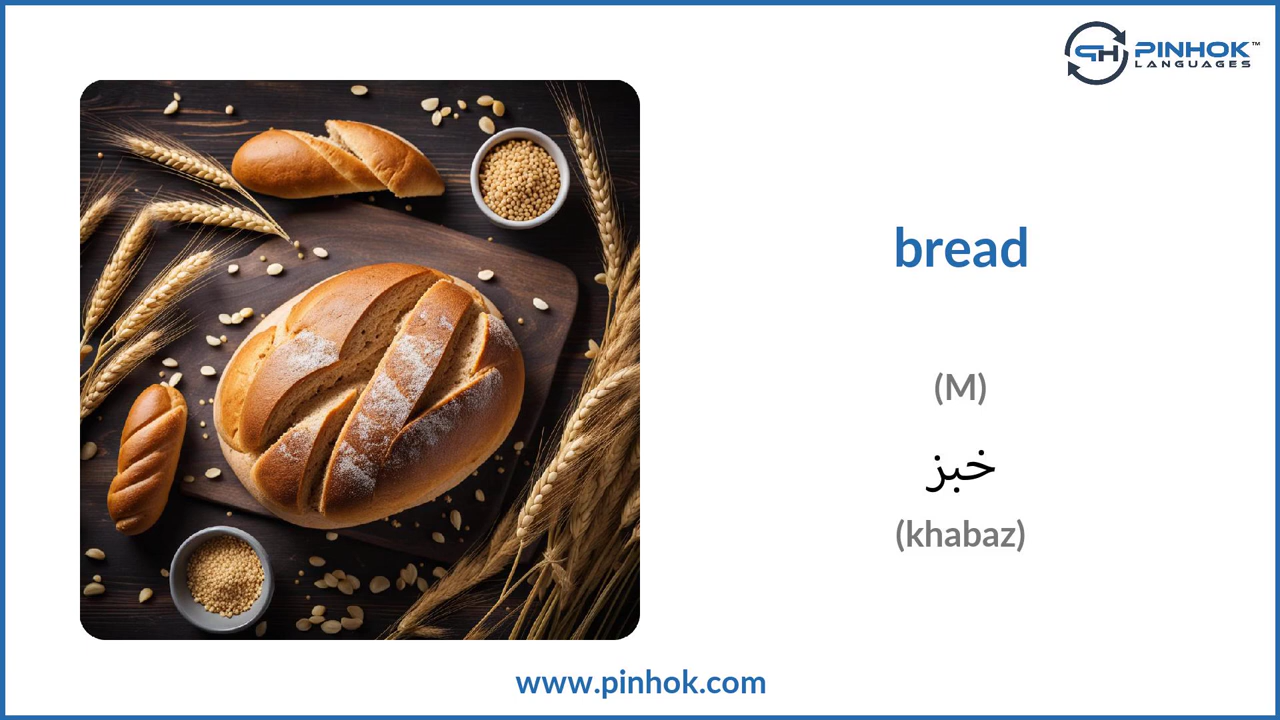 PINHOK™
LANGUAGES
bread
(M)
خبز
(khabaz)
www.pinhok.com